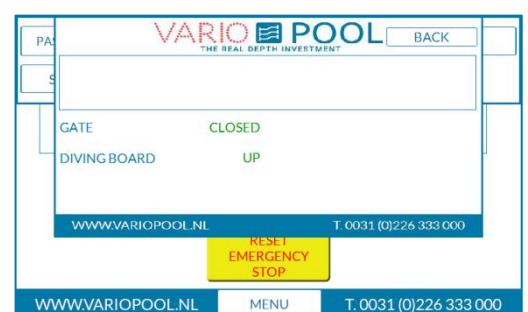 PAS
VARIO POOL
THE REAL DEPTH INVESTMENT
BACK
S
GATE CLOSED
DIVING BOARD UP
WWW.VARIOPOOL.NL T. 0031 (0)226 333 000
RESET
EMERGENCY
STOP
WWW.VARIOPOOL.NL MENU T. 0031 (0)226 333 000